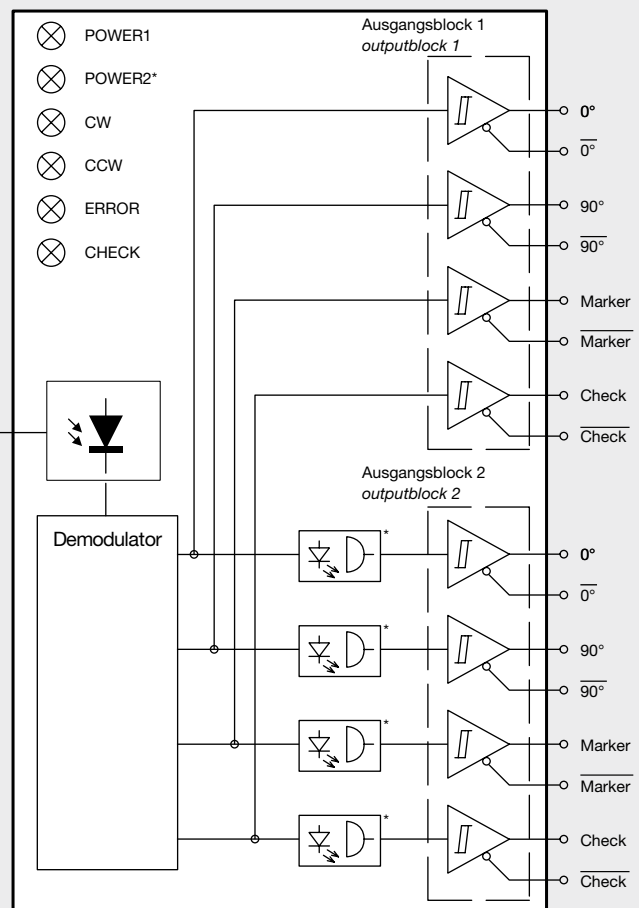 POWER1
POWER2*
CW
CCW
ERROR
CHECK
Ausgangsblock 1
outputblock 1
0°
0°
90°
90°
Marker
Marker
Check
Check
Demodulator
Ausgangsblock 2
outputblock 2
*
0°
0°
*
90°
90°
*
Marker
Marker
*
Check
Check